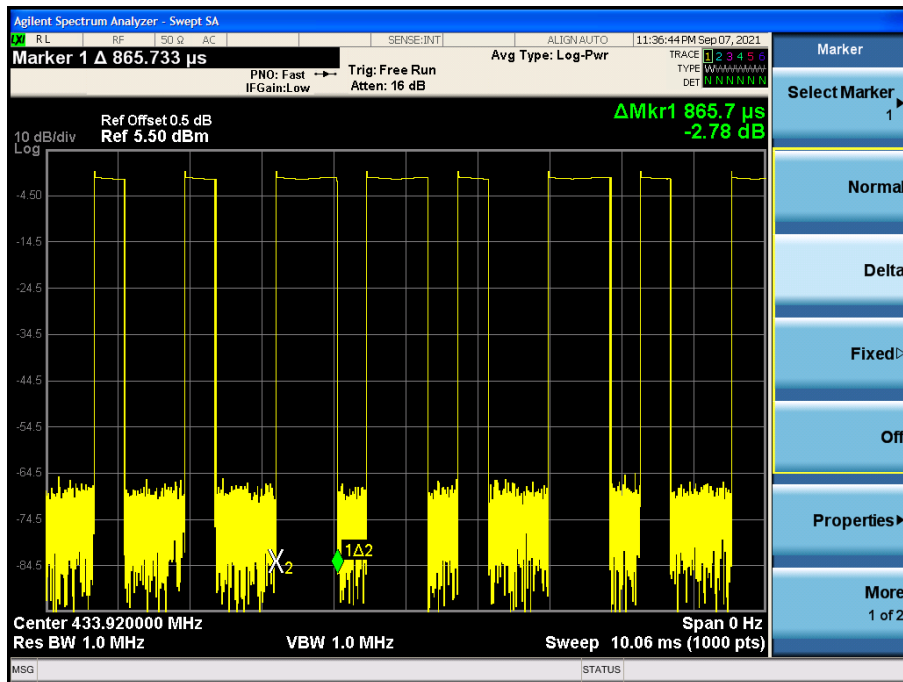 Agilent Spectrum Analyzer - Swept SA
LXI RL RF 50 Ω AC SENSE:INT ALIGN AUTO 11:36:44 PM Sep 07, 2021
Marker 1 Δ 865.733 µs
PNO: Fast
IFGain:Low
Trig: Free Run
Atten: 16 dB
Avg Type: Log-Pwr
TRACE 1 2 3 4 5 6
TYPE WWWWWW
DET N N N N N N
ΔMkr1 865.7 µs
-2.78 dB
Ref Offset 0.5 dB
10 dB/div Ref 5.50 dBm
Log
-4.50
-14.5
-24.5
-34.5
-44.5
-54.5
-64.5
-74.5
-84.5
X2
1Δ2
Center 433.920000 MHz Span 0 Hz
Res BW 1.0 MHz VBW 1.0 MHz Sweep 10.06 ms (1000 pts)
MSG STATUS
Marker
Select Marker
1
Normal
Delta
Fixed
Off
Properties
More
1 of 2